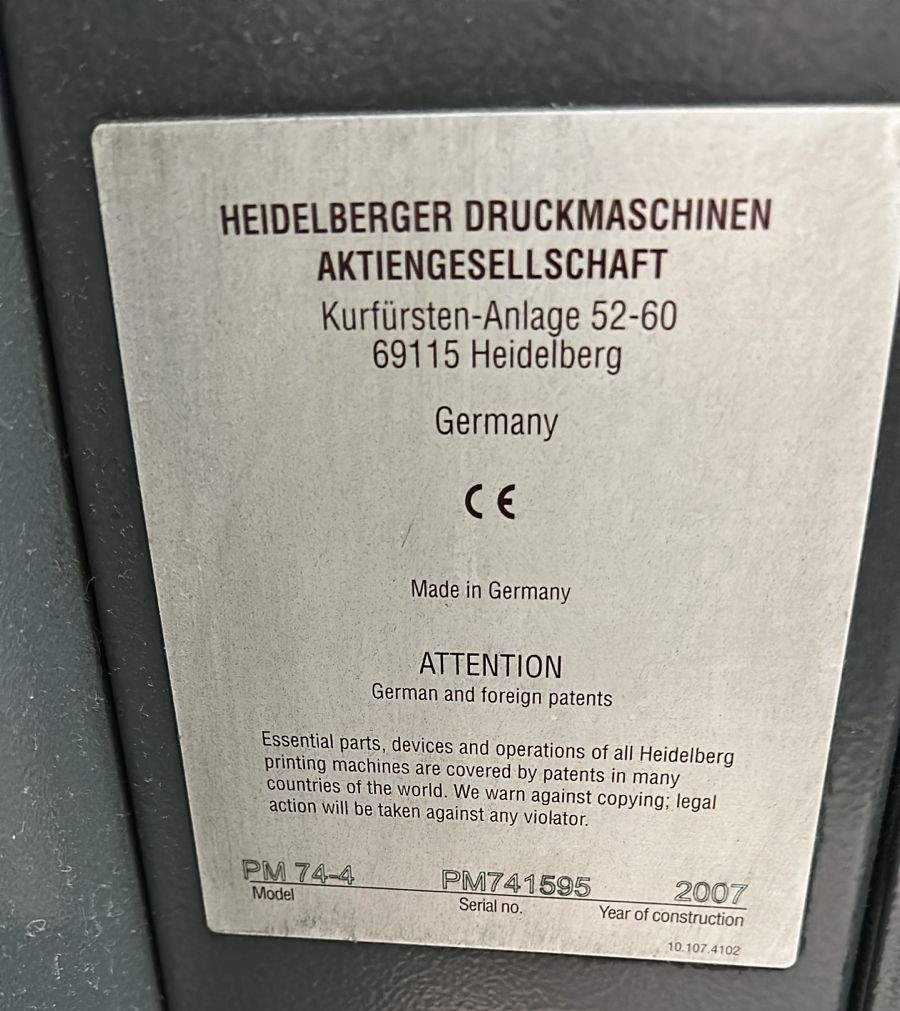 HEIDELBERGER DRUCKMASCHINEN
AKTIENGESELLSCHAFT
Kurfürsten-Anlage 52-60
69115 Heidelberg
Germany
CE
Made in Germany
ATTENTION
German and foreign patents
Essential parts, devices and operations of all Heidelberg
printing machines are covered by patents in many
countries of the world. We warn against copying; legal
action will be taken against any violator.
PM 74-4 PM741595 2007
Model Serial no. Year of construction
10.107.4102